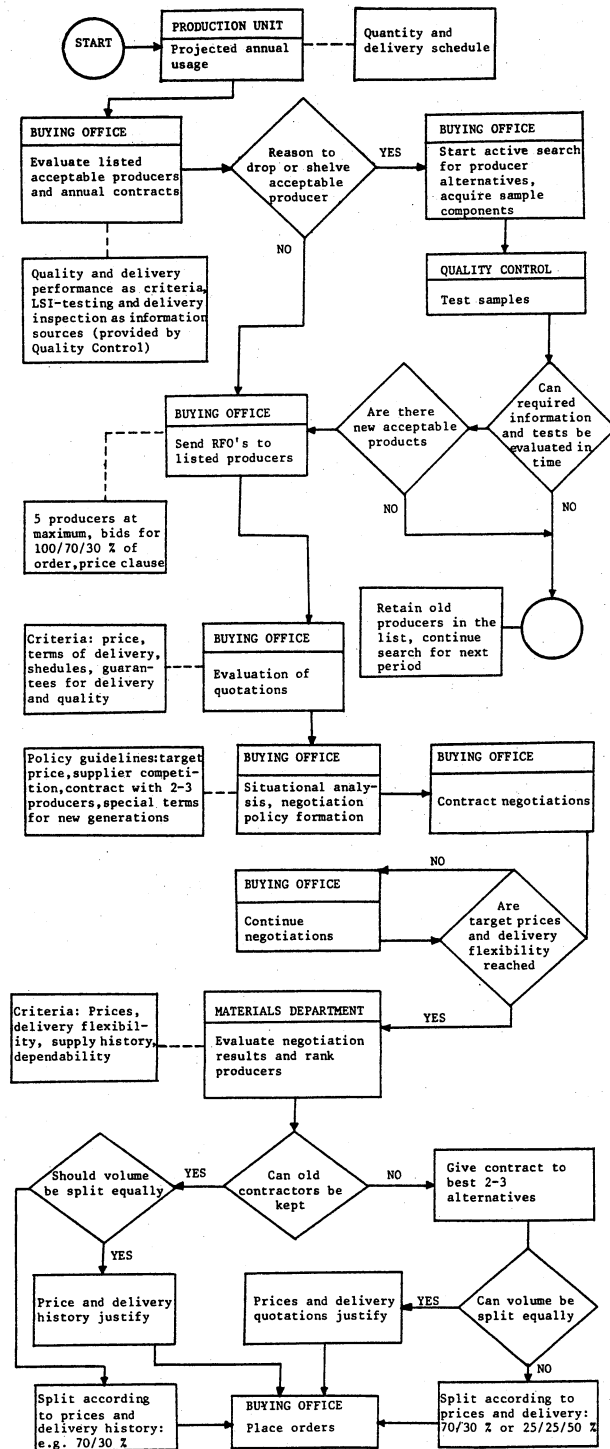 START
PRODUCTION UNIT
Projected annual
usage
Quantity and
delivery schedule
BUYING OFFICE
Evaluate listed
acceptable producers
and annual contracts
Reason to
drop or shelve
acceptable
producer
YES
NO
BUYING OFFICE
Start active search
for producer
alternatives,
acquire sample
components
Quality and delivery
performance as criteria,
LSI-testing and delivery
inspection as information
sources (provided by
Quality Control)
QUALITY CONTROL
Test samples
BUYING OFFICE
Send RFO's to
listed producers
Are there
new acceptable
products
NO
Can
required
information
and tests be
evaluated in
time
NO
5 producers at
maximum, bids for
100/70/30 % of
order,price clause
Retain old
producers in the
list, continue
search for next
period
Criteria: price,
terms of delivery,
shedules, guaran-
tees for delivery
and quality
BUYING OFFICE
Evaluation of
quotations
Policy guidelines:target
price,supplier competi-
tion,contract with 2-3
producers,special terms
for new generations
BUYING OFFICE
Situational analy-
sis, negotiation
policy formation
BUYING OFFICE
Contract negotiations
NO
BUYING OFFICE
Continue
negotiations
Are
target prices
and delivery
flexibility
reached
YES
Criteria: Prices,
delivery flexibil-
ity, supply history,
dependability
MATERIALS DEPARTMENT
Evaluate negotiation
results and rank
producers
Should volume
be split equally
YES
Can old
contractors be
kept
NO
Give contract to
best 2-3
alternatives
YES
Price and delivery
history justify
Prices and delivery
quotations justify
YES
Can volume be
split equally
NO
Split according
to prices and
delivery history:
e.g. 70/30 %
BUYING OFFICE
Place orders
Split according to
prices and delivery:
70/30 % or 25/25/50 %